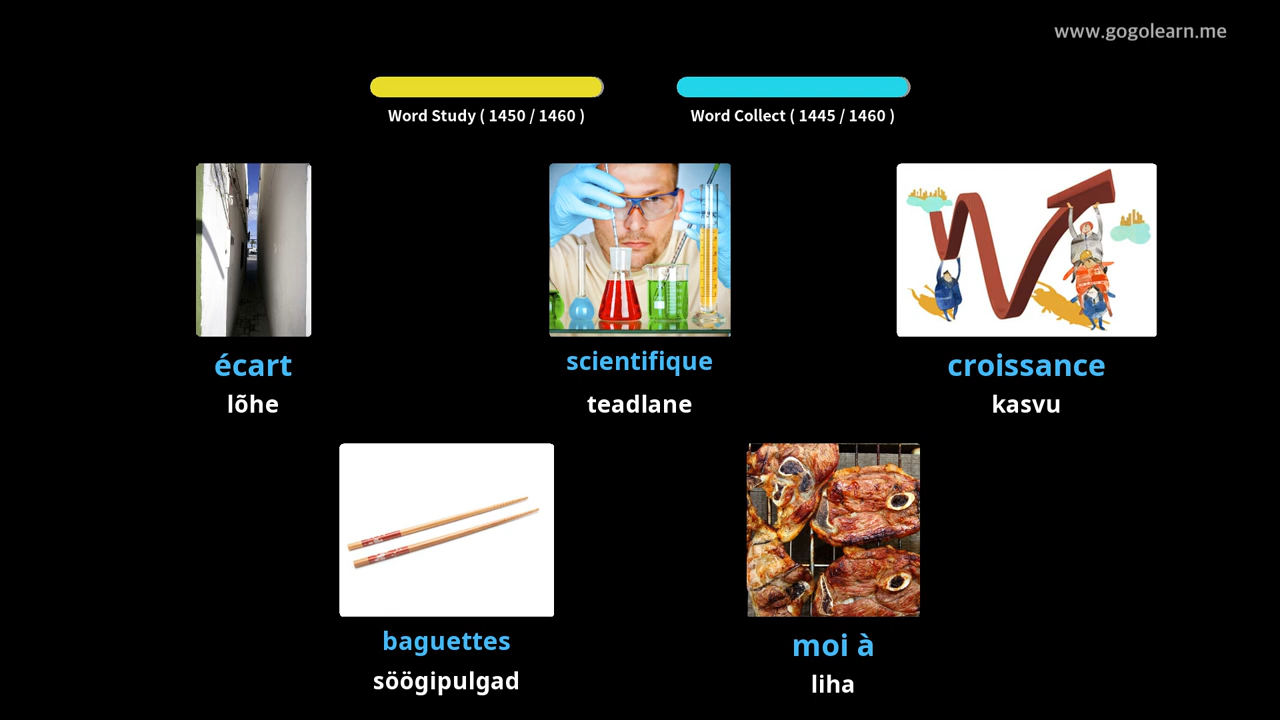 www.gogolearn.me
Word Study ( 1450 / 1460 )
Word Collect ( 1445 / 1460 )
écart
scientifique
croissance
lõhe
teadlane
kasvu
baguettes
moi à
söögipulgad
liha